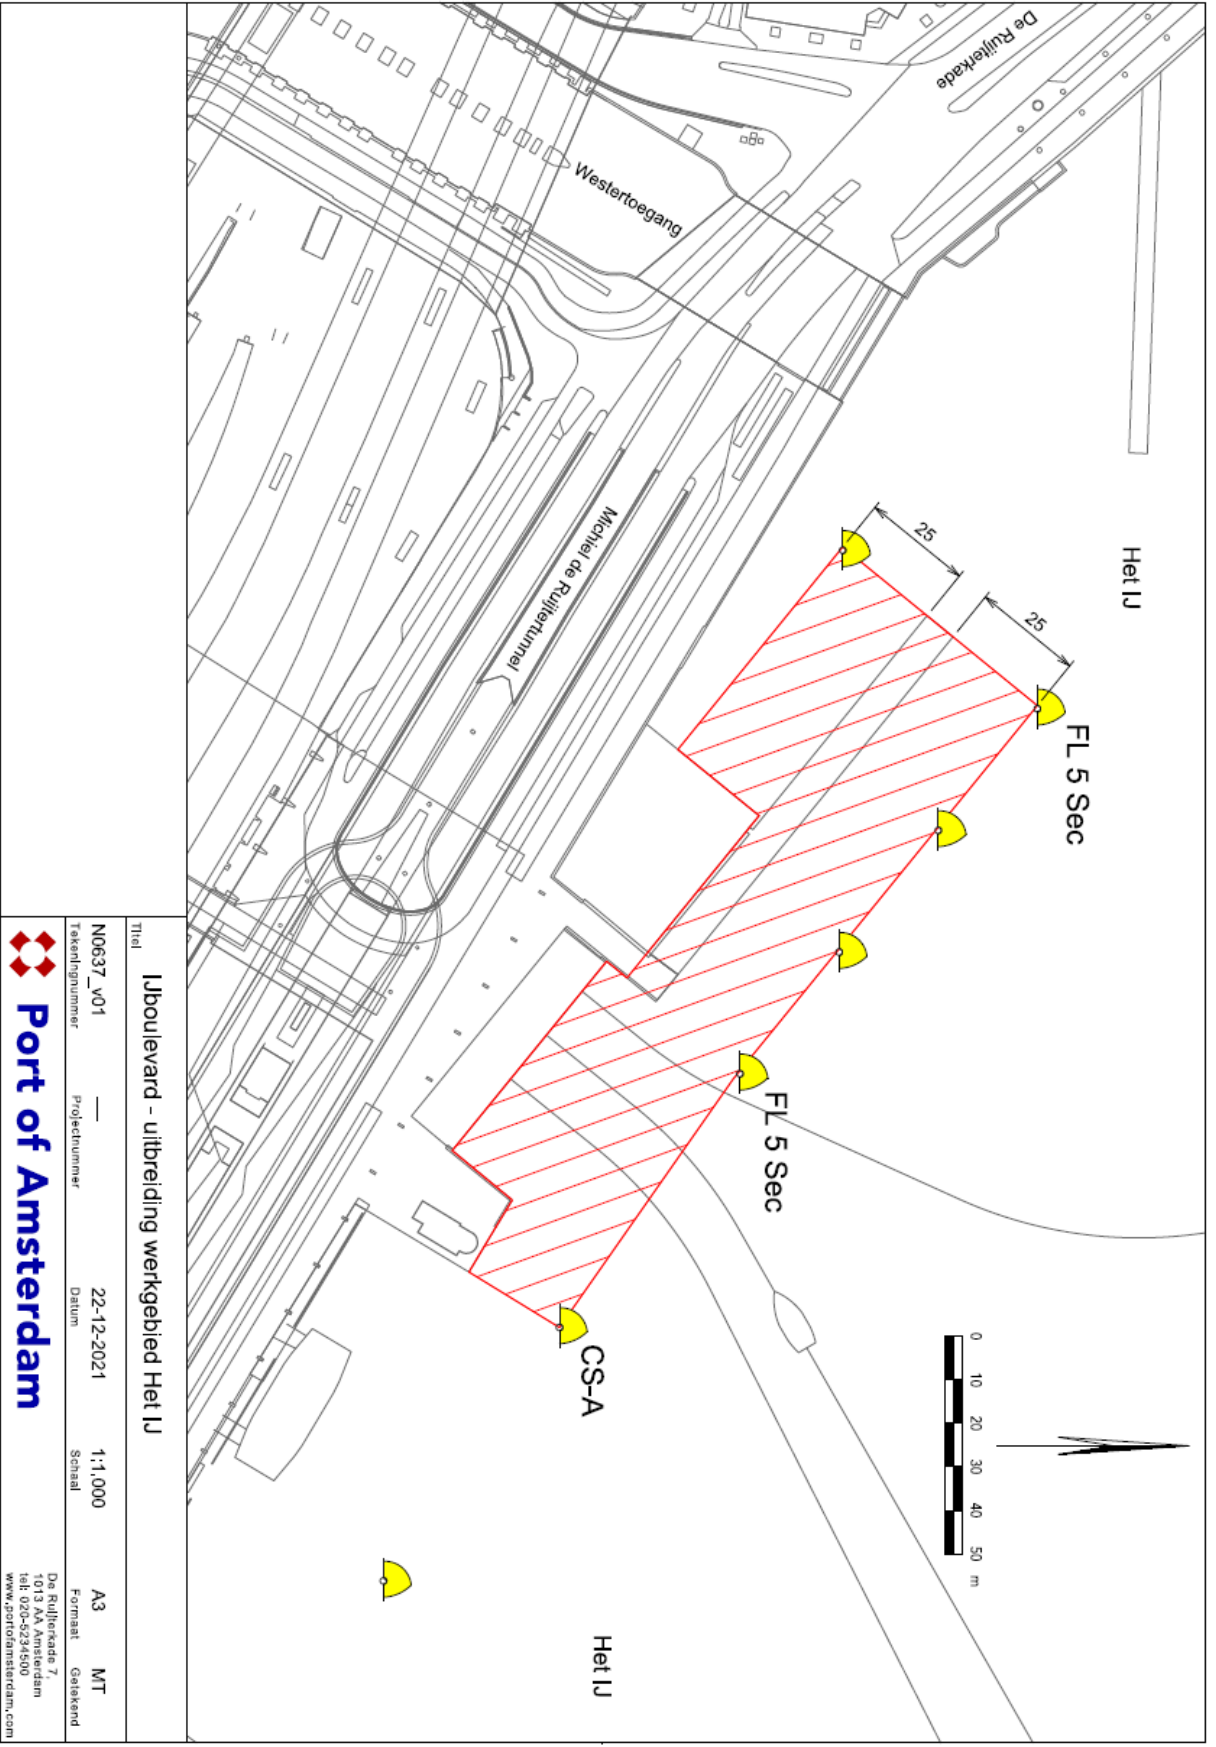 De Ruijterkade
Westertoegang
Het IJ
25
25
FL 5 Sec
Michiel de Ruijtertunnel
FL 5 Sec
CS-A
0 10 20 30 40 50 m
Het IJ
Titel
IJboulevard - uitbreiding werkgebied Het IJ
N0637_v01 — 22-12-2021 1:1.000 A3 MT
Tekeningnummer Projectnummer Datum Schaal Formaat Getekend
Port of Amsterdam
De Ruijterkade 7,
1013 AA Amsterdam
tel: 020-5234500
www.portofamsterdam.com